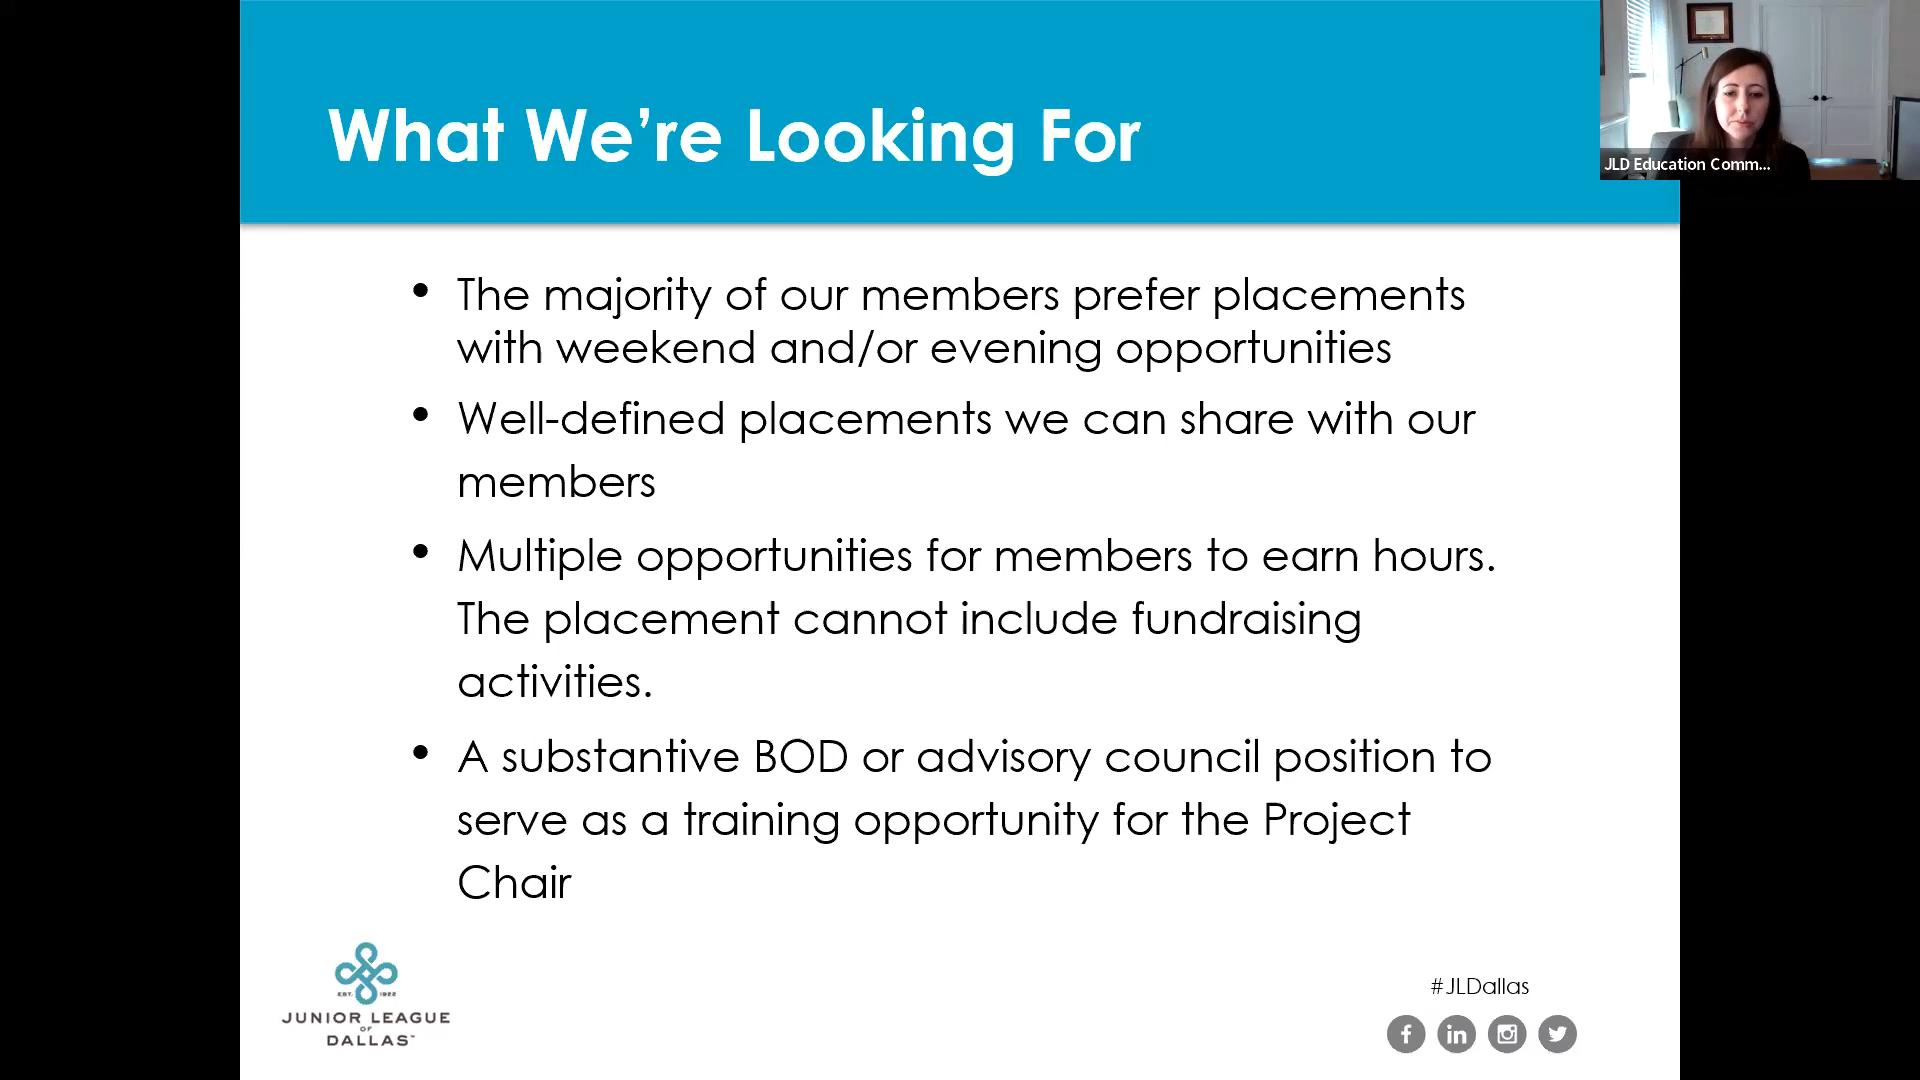 What We’re Looking For
JLD Education Comm...
• The majority of our members prefer placements
with weekend and/or evening opportunities
• Well-defined placements we can share with our
members
• Multiple opportunities for members to earn hours.
The placement cannot include fundraising
activities.
• A substantive BOD or advisory council position to
serve as a training opportunity for the Project
Chair
EST. 1922
JUNIOR LEAGUE
OF
DALLAS™
#JLDallas
f
in